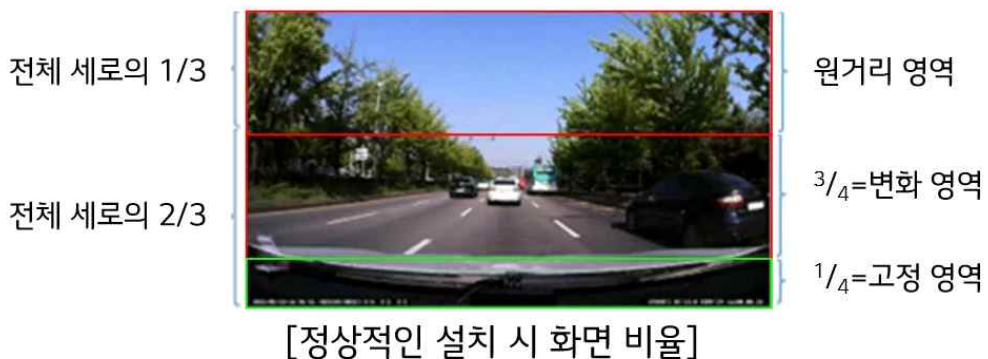 전체 세로의 1/3
원거리 영역
전체 세로의 2/3
3/4=변화 영역
1/4=고정 영역
[정상적인 설치 시 화면 비율]